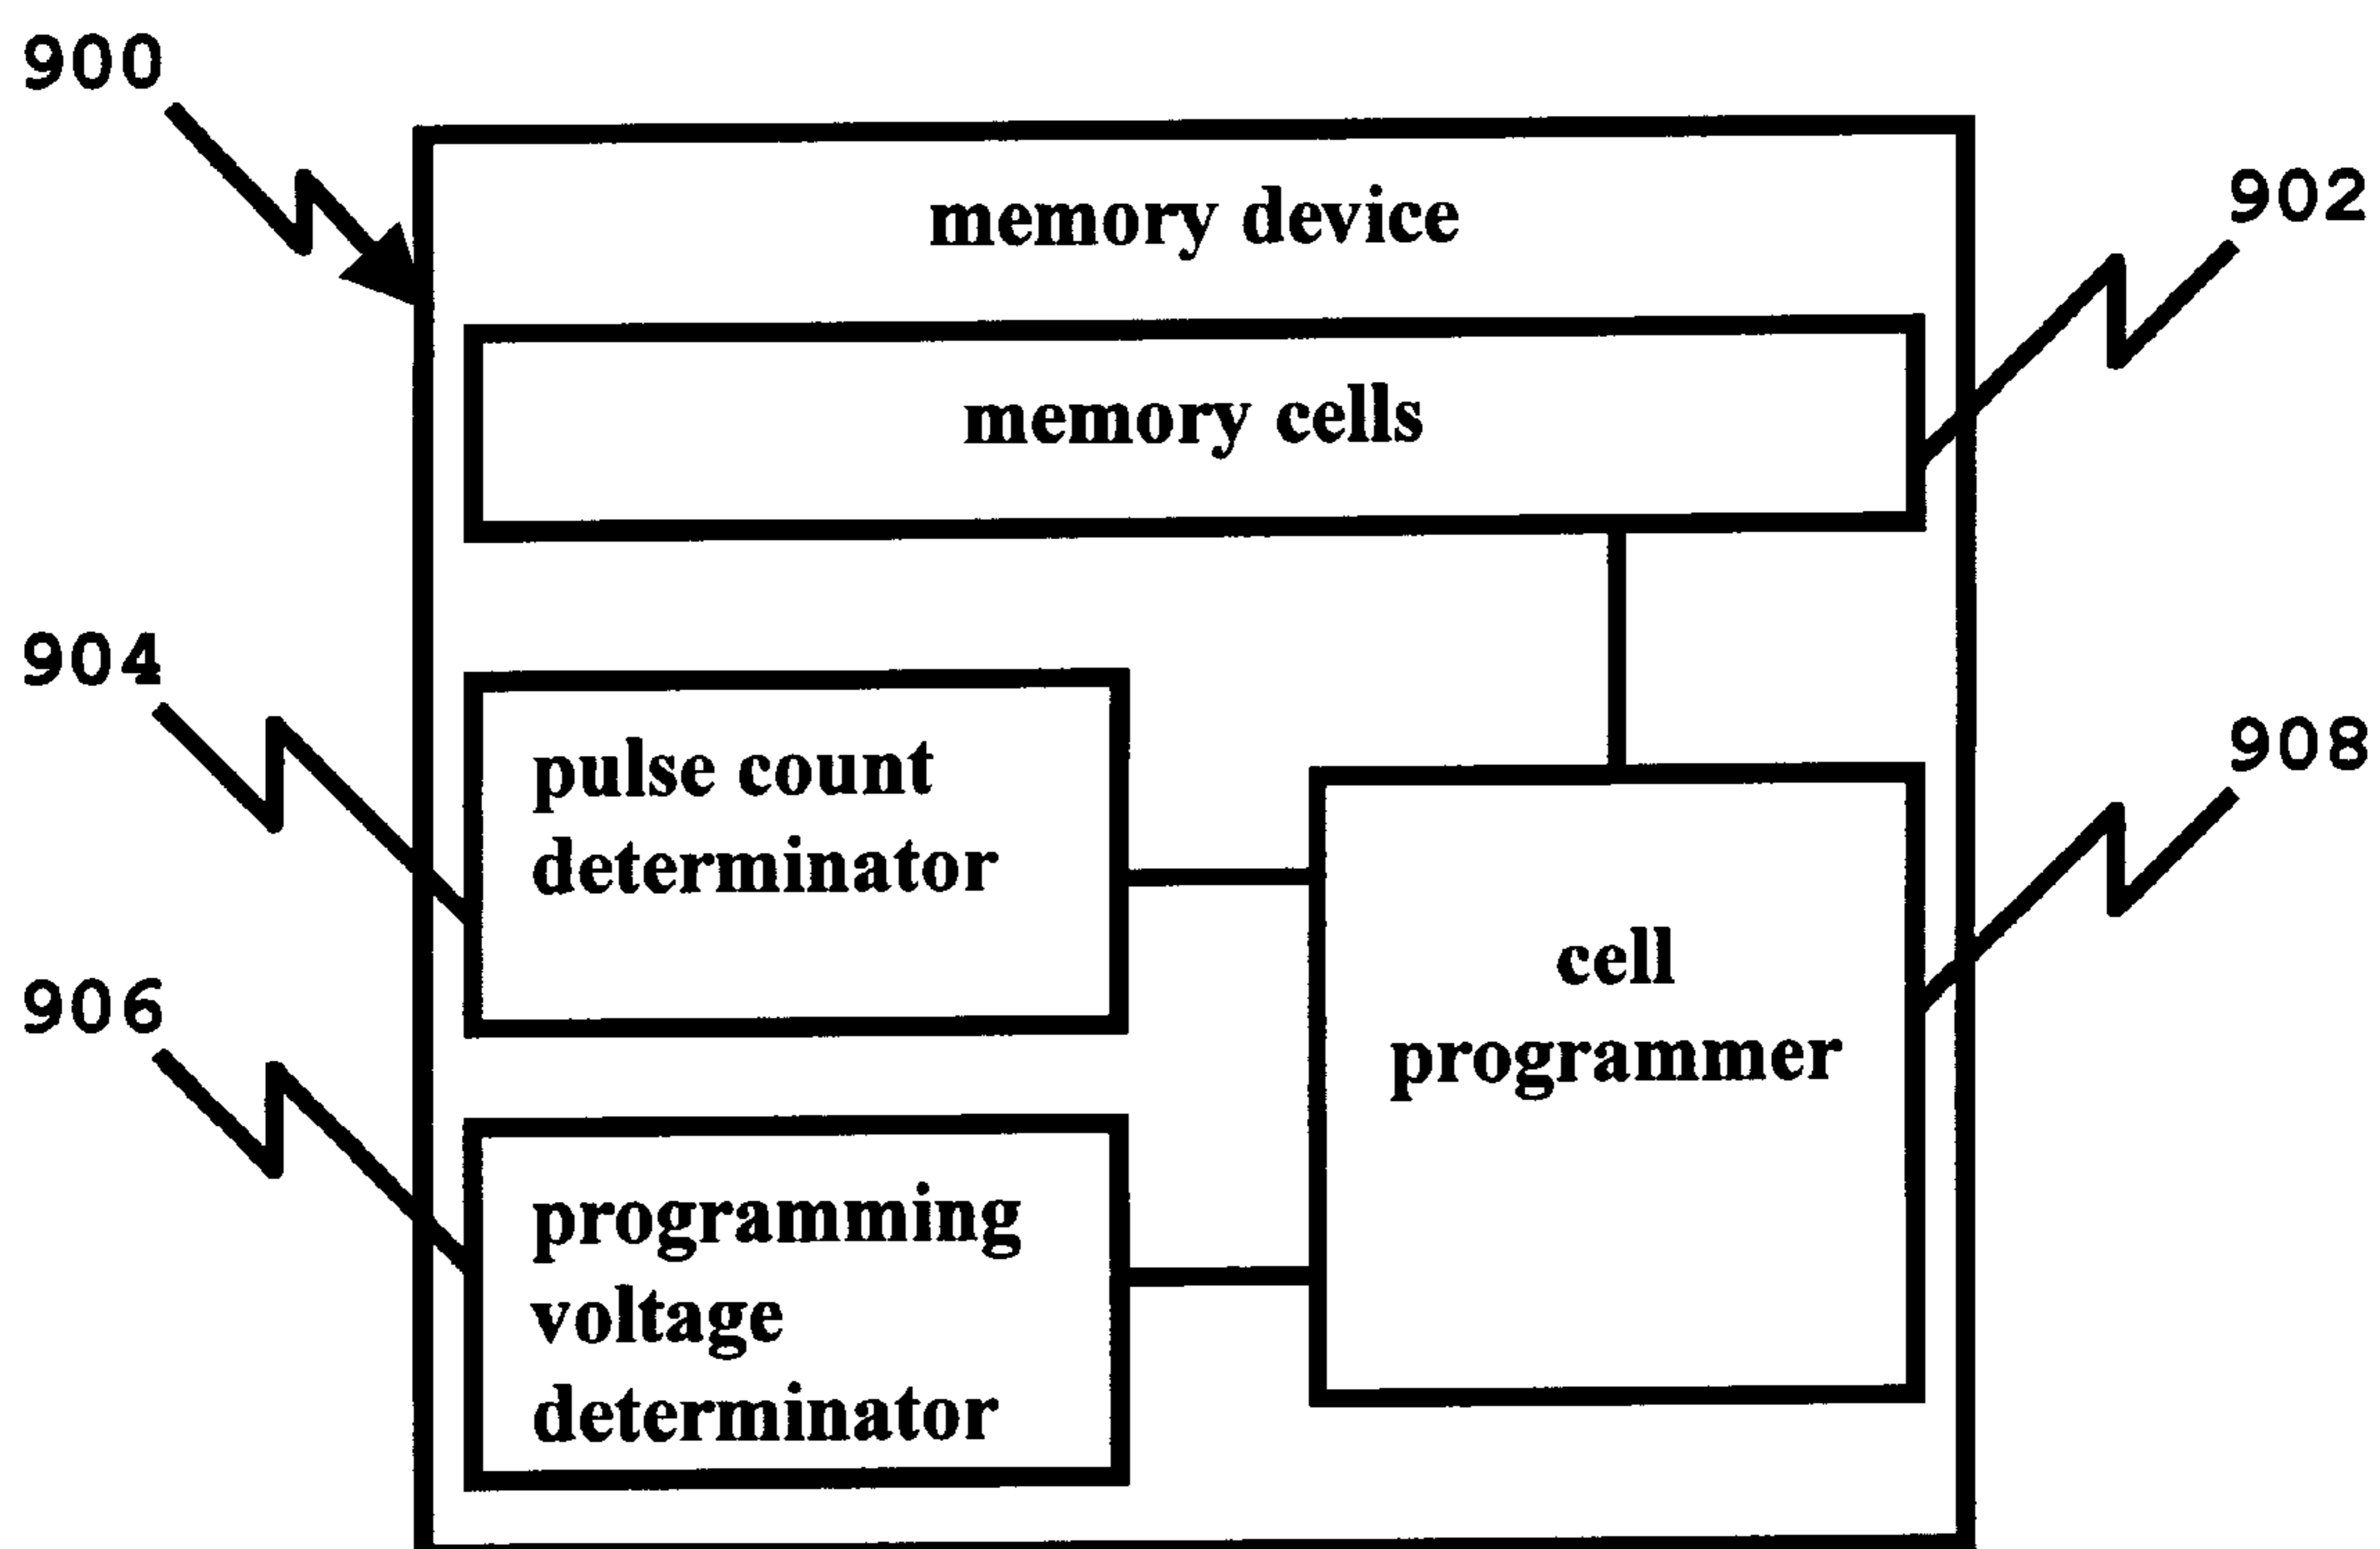 900
902
memory device
memory cells
904
pulse count
determinator
908
cell
programmer
906
programming
voltage
determinator